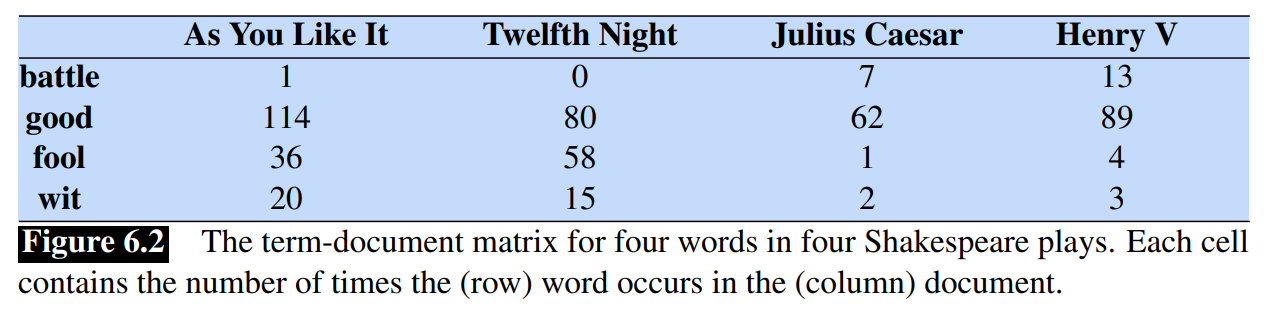 As You Like It Twelfth Night Julius Caesar Henry V
battle 1 0 7 13
good 114 80 62 89
fool 36 58 1 4
wit 20 15 2 3
Figure 6.2 The term-document matrix for four words in four Shakespeare plays. Each cell
contains the number of times the (row) word occurs in the (column) document.